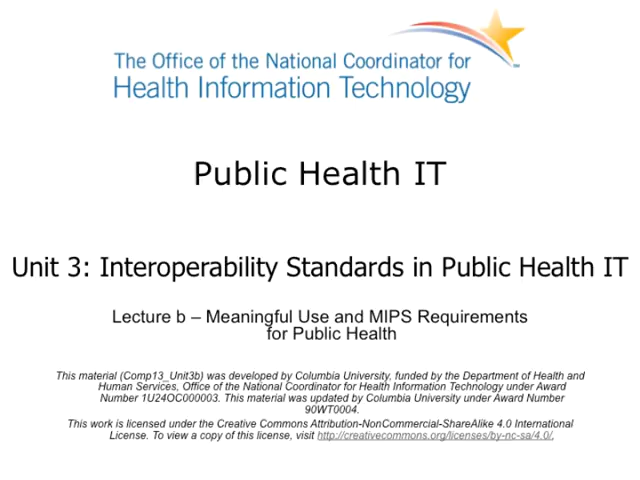 The Office of the National Coordinator for
Health Information Technology
Public Health IT
Unit 3: Interoperability Standards in Public Health IT
Lecture b – Meaningful Use and MIPS Requirements
for Public Health
This material (Comp13_Unit3b) was developed by Columbia University, funded by the Department of Health and
Human Services, Office of the National Coordinator for Health Information Technology under Award
Number 1U24OC000003. This material was updated by Columbia University under Award Number
90WT0004.
This work is licensed under the Creative Commons Attribution-NonCommercial-ShareAlike 4.0 International
License. To view a copy of this license, visit http://creativecommons.org/licenses/by-nc-sa/4.0/.